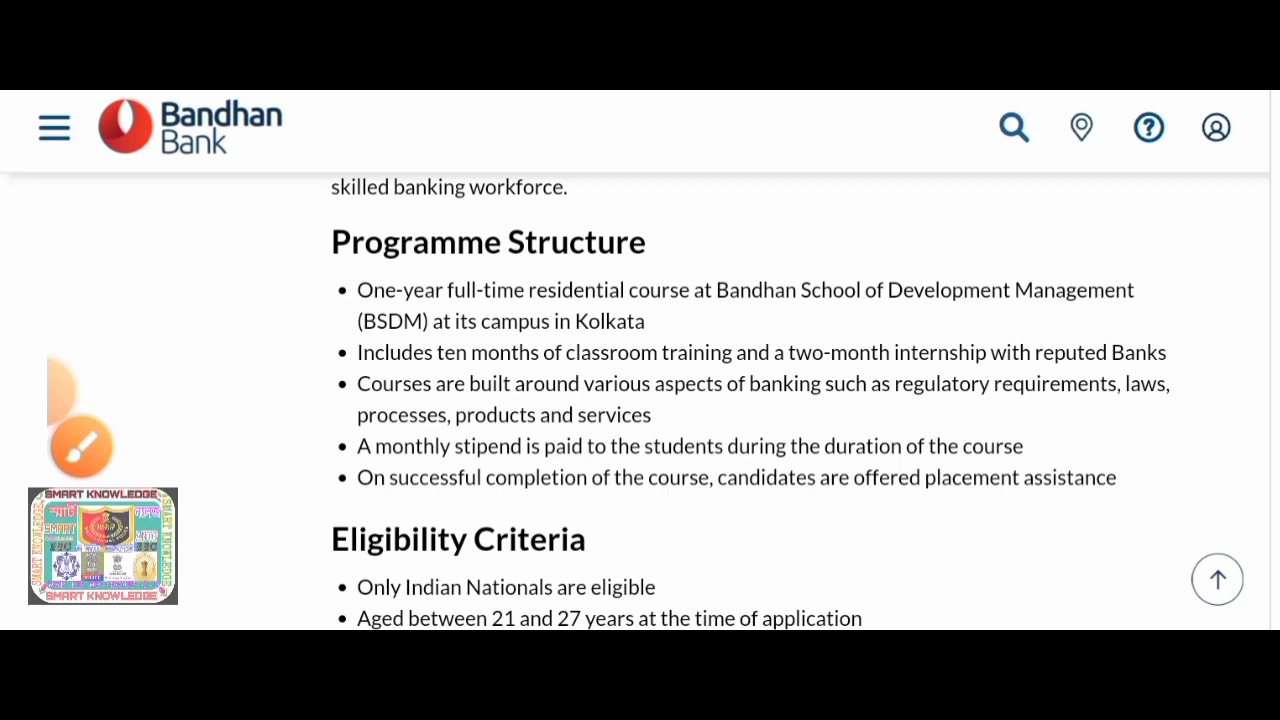 Bandhan
Bank
skilled banking workforce.
Programme Structure
• One-year full-time residential course at Bandhan School of Development Management
(BSDM) at its campus in Kolkata
• Includes ten months of classroom training and a two-month internship with reputed Banks
• Courses are built around various aspects of banking such as regulatory requirements, laws,
processes, products and services
• A monthly stipend is paid to the students during the duration of the course
• On successful completion of the course, candidates are offered placement assistance
SMART KNOWLEDGE
স্মার্ট
SMART
SMART KNOWLEDGE
SMART KNOWLEDGE
SMART KNOWLEDGE
Eligibility Criteria
• Only Indian Nationals are eligible
• Aged between 21 and 27 years at the time of application